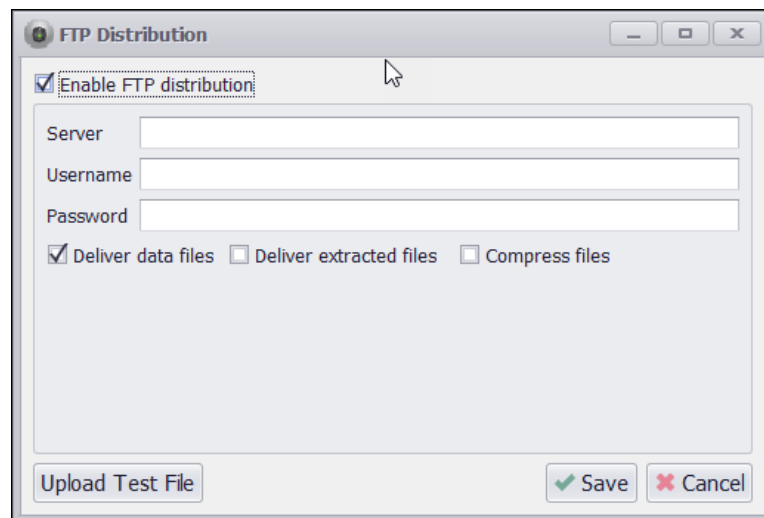 FTP Distribution
Enable FTP distribution
Server
Username
Password
Deliver data files Deliver extracted files Compress files
Upload Test File Save Cancel